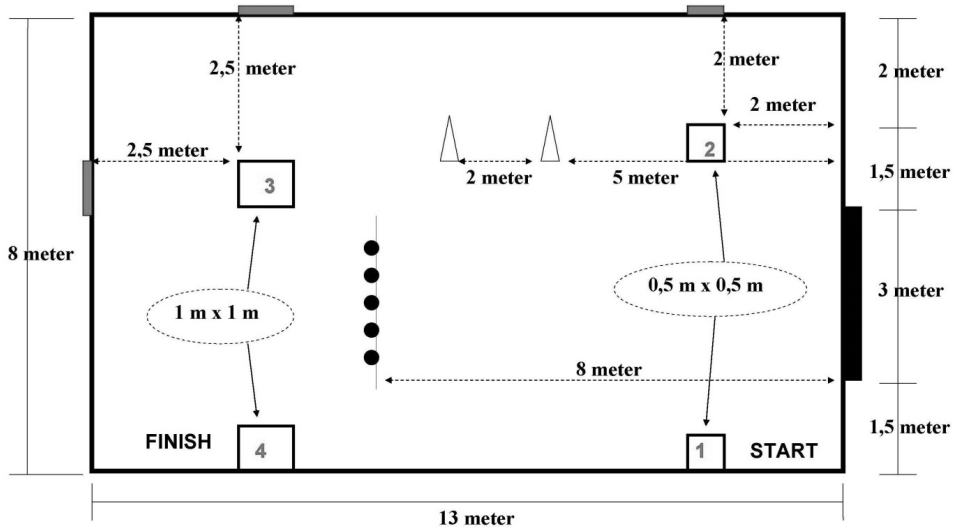 2,5 meter
2 meter
2 meter
2 meter
2,5 meter
2
2 meter
5 meter
1,5 meter
3
8 meter
1 m x 1 m
0,5 m x 0,5 m
3 meter
8 meter
FINISH
4
1
START
1,5 meter
13 meter